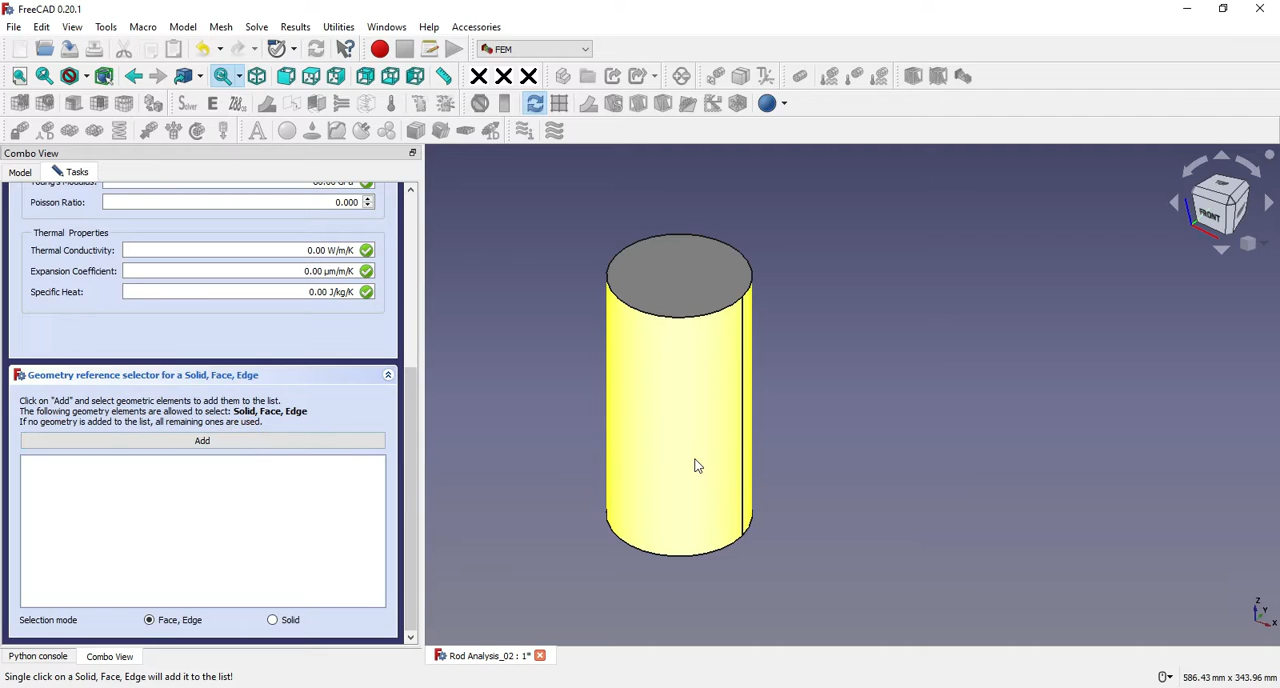 FreeCAD 0.20.1
File Edit View Tools Macro Model Mesh Solve Results Utilities Windows Help Accessories
FEM
Combo View
Model Tasks
Poisson Ratio: 0.000
Thermal Properties
Thermal Conductivity: 0.00 W/m/K
Expansion Coefficient: 0.00 µm/m/K
Specific Heat: 0.00 J/kg/K
Geometry reference selector for a Solid, Face, Edge
Click on "Add" and select geometric elements to add them to the list.
The following geometry elements are allowed to select: Solid, Face, Edge
If no geometry is added to the list, all remaining ones are used.
Add
Selection mode Face, Edge Solid
Python console Combo View
Rod Analysis_02 : 1*
Single click on a Solid, Face, Edge will add it to the list!
586.43 mm x 343.96 mm
FRONT
Z
Y
X